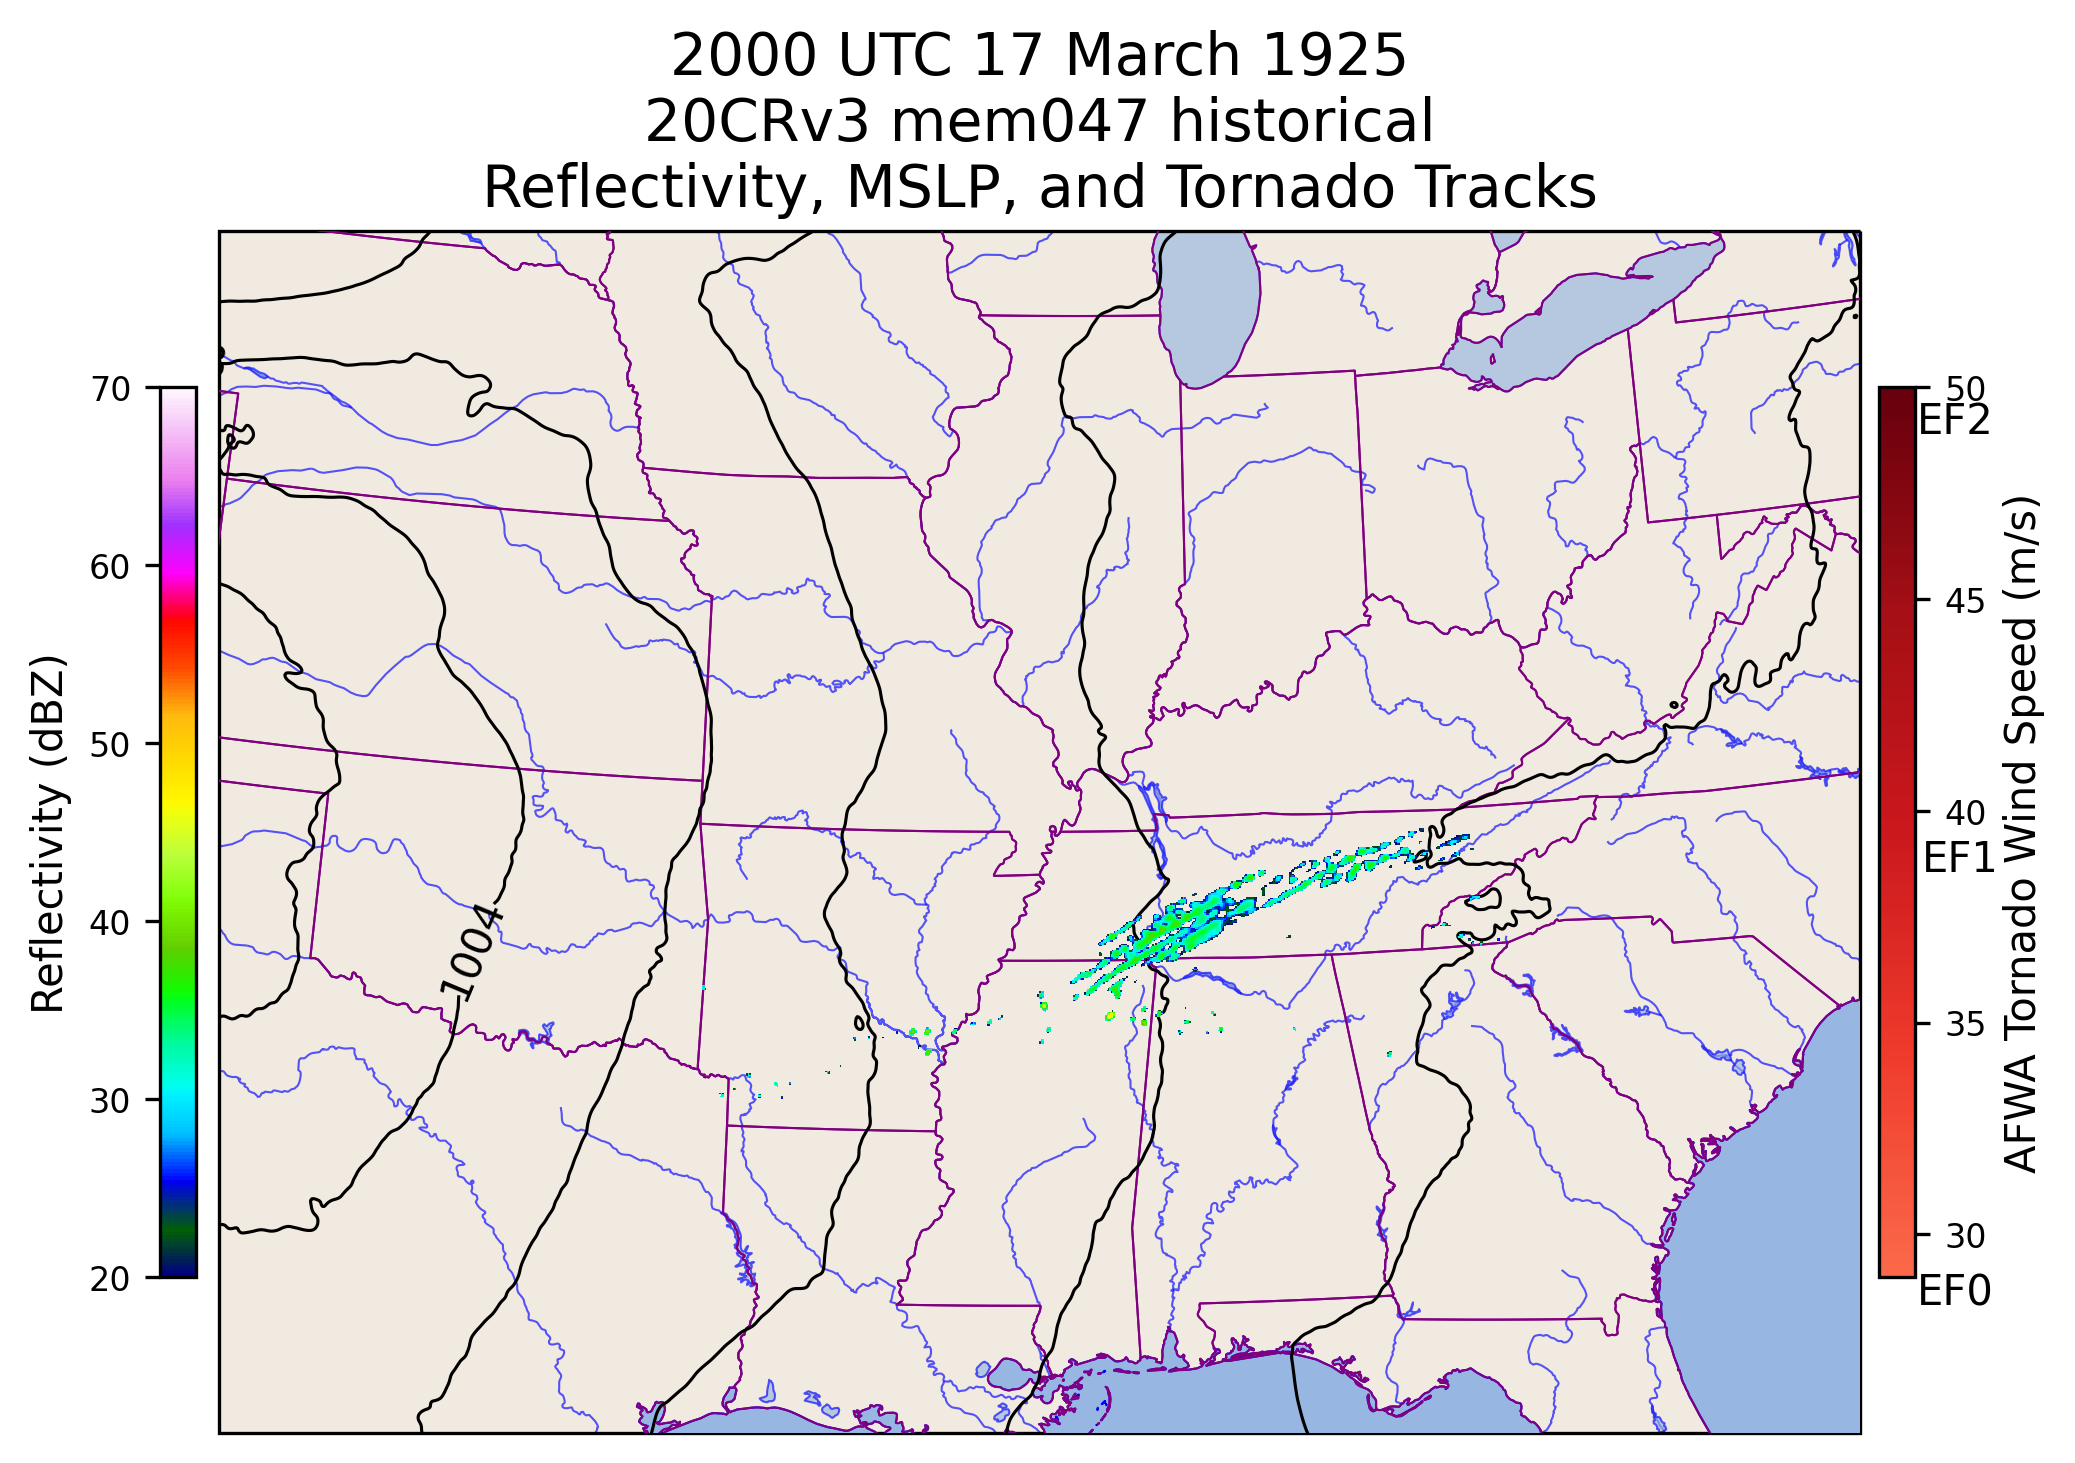 2000 UTC 17 March 1925
20CRv3 mem047 historical
Reflectivity, MSLP, and Tornado Tracks
Reflectivity (dBZ)
70
60
50
40
30
20
1004
50
EF2
45
40
EF1
35
30
EF0
AFWA Tornado Wind Speed (m/s)